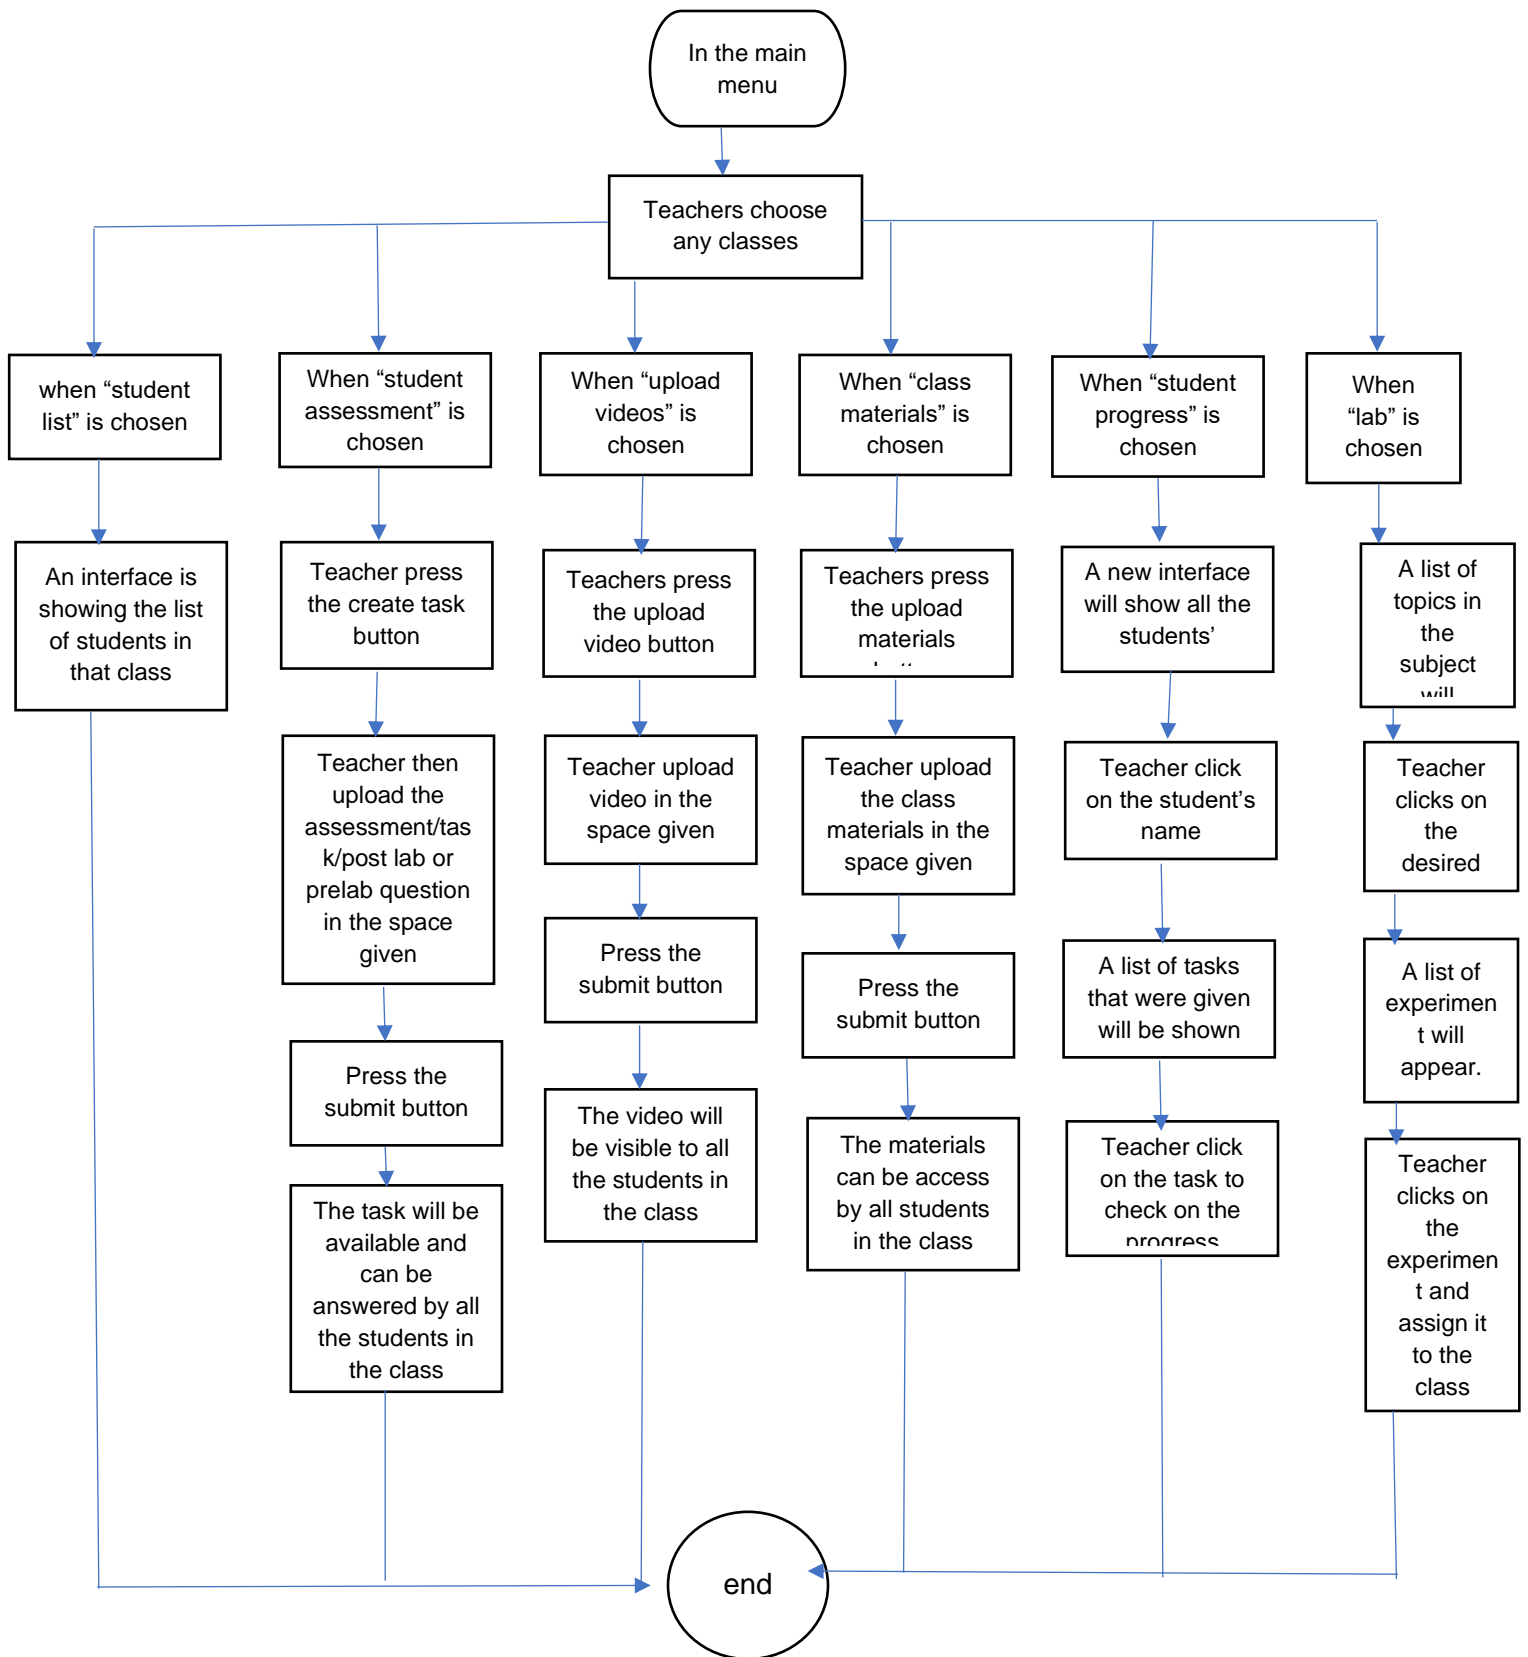 In the main
menu
Teachers choose
any classes
when “student
list” is chosen
An interface is
showing the list
of students in
that class
When “student
assessment” is
chosen
Teacher press
the create task
button
Teacher then
upload the
assessment/tas
k/post lab or
prelab question
in the space
given
Press the
submit button
The task will be
available and
can be
answered by all
the students in
the class
When “upload
videos” is
chosen
Teachers press
the upload
video button
Teacher upload
video in the
space given
Press the
submit button
The video will
be visible to all
the students in
the class
When “class
materials” is
chosen
Teachers press
the upload
materials
Teacher upload
the class
materials in the
space given
Press the
submit button
The materials
can be access
by all students
in the class
When “student
progress” is
chosen
A new interface
will show all the
students’
Teacher click
on the student’s
name
A list of tasks
that were given
will be shown
Teacher click
on the task to
check on the
progress
When
“lab” is
chosen
A list of
topics in
the
subject
will
Teacher
clicks on
the
desired
A list of
experimen
t will
appear.
Teacher
clicks on
the
experimen
t and
assign it
to the
class
end